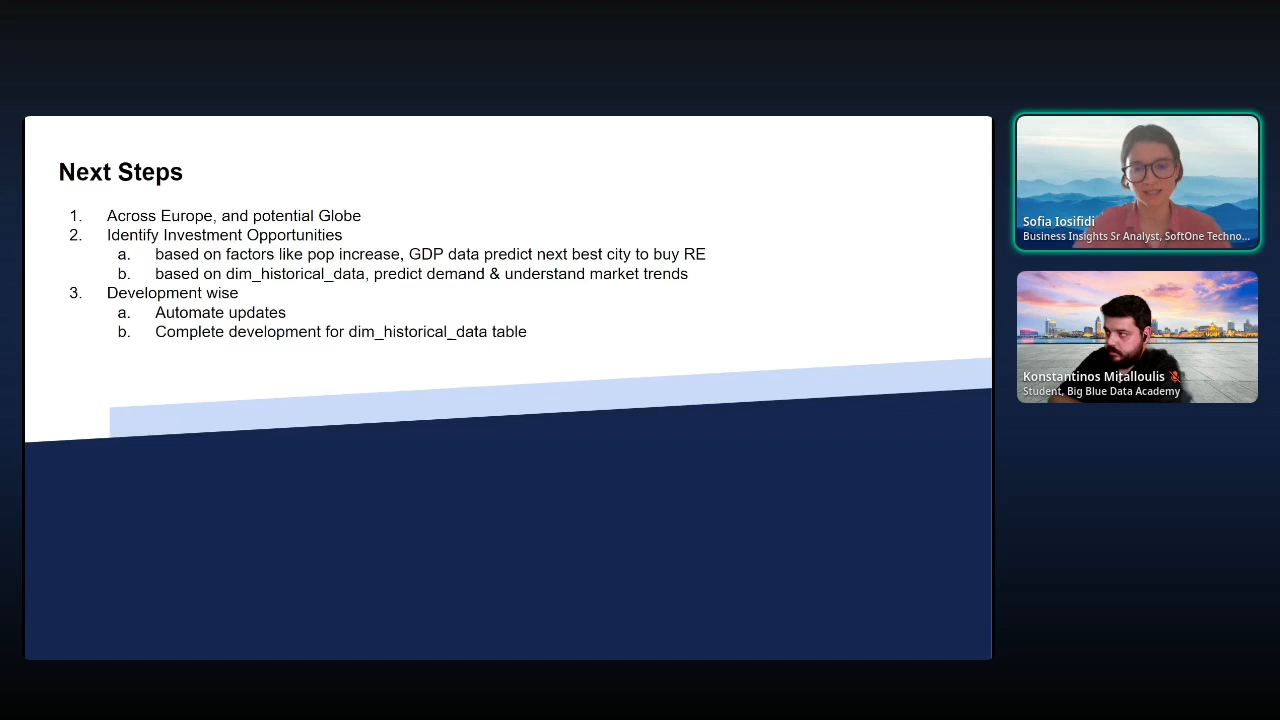 Next Steps
1. Across Europe, and potential Globe
2. Identify Investment Opportunities
a. based on factors like pop increase, GDP data predict next best city to buy RE
b. based on dim_historical_data, predict demand & understand market trends
3. Development wise
a. Automate updates
b. Complete development for dim_historical_data table
Sofia Iosifidi
Business Insights Sr Analyst, SoftOne Techno...
Konstantinos Mitalloulis
Student, Big Blue Data Academy